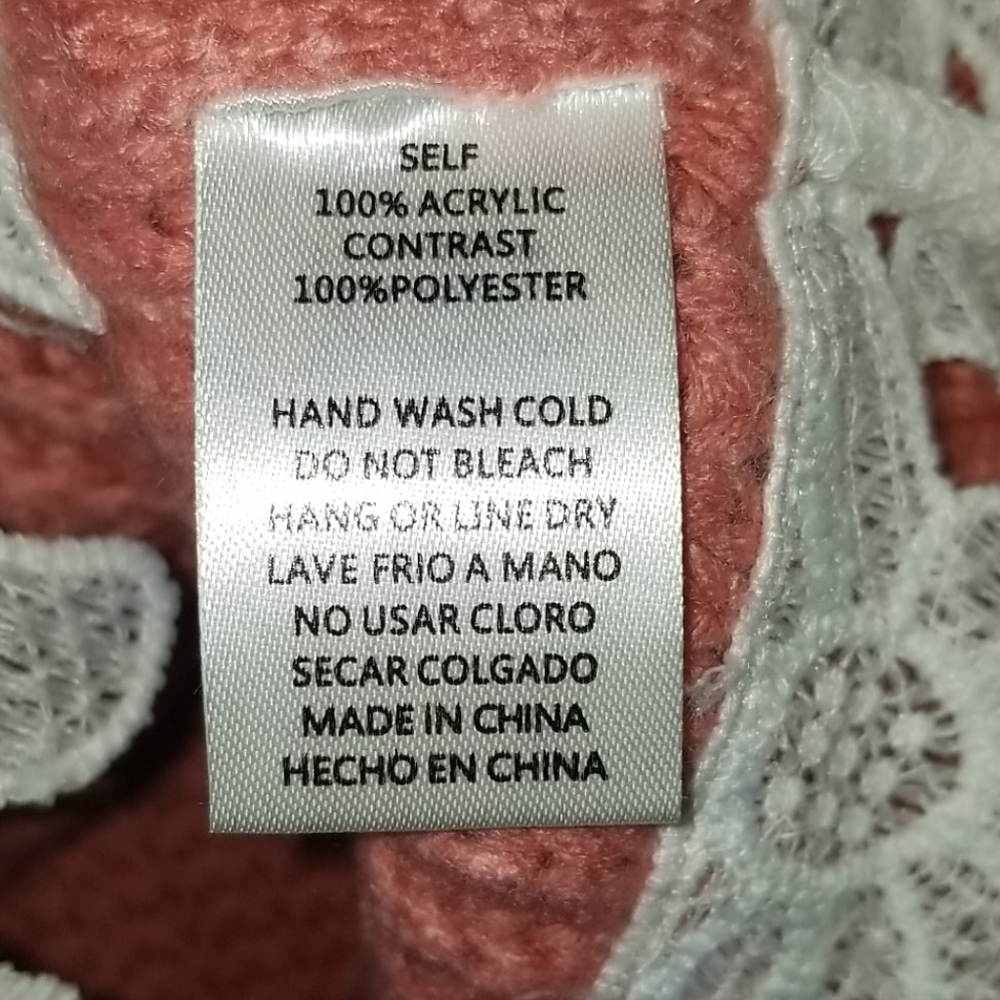 SELF
100% ACRYLIC
CONTRAST
100%POLYESTER
HAND WASH COLD
DO NOT BLEACH
HANG OR LINE DRY
LAVE FRIO A MANO
NO USAR CLORO
SECAR COLGADO
MADE IN CHINA
HECHO EN CHINA